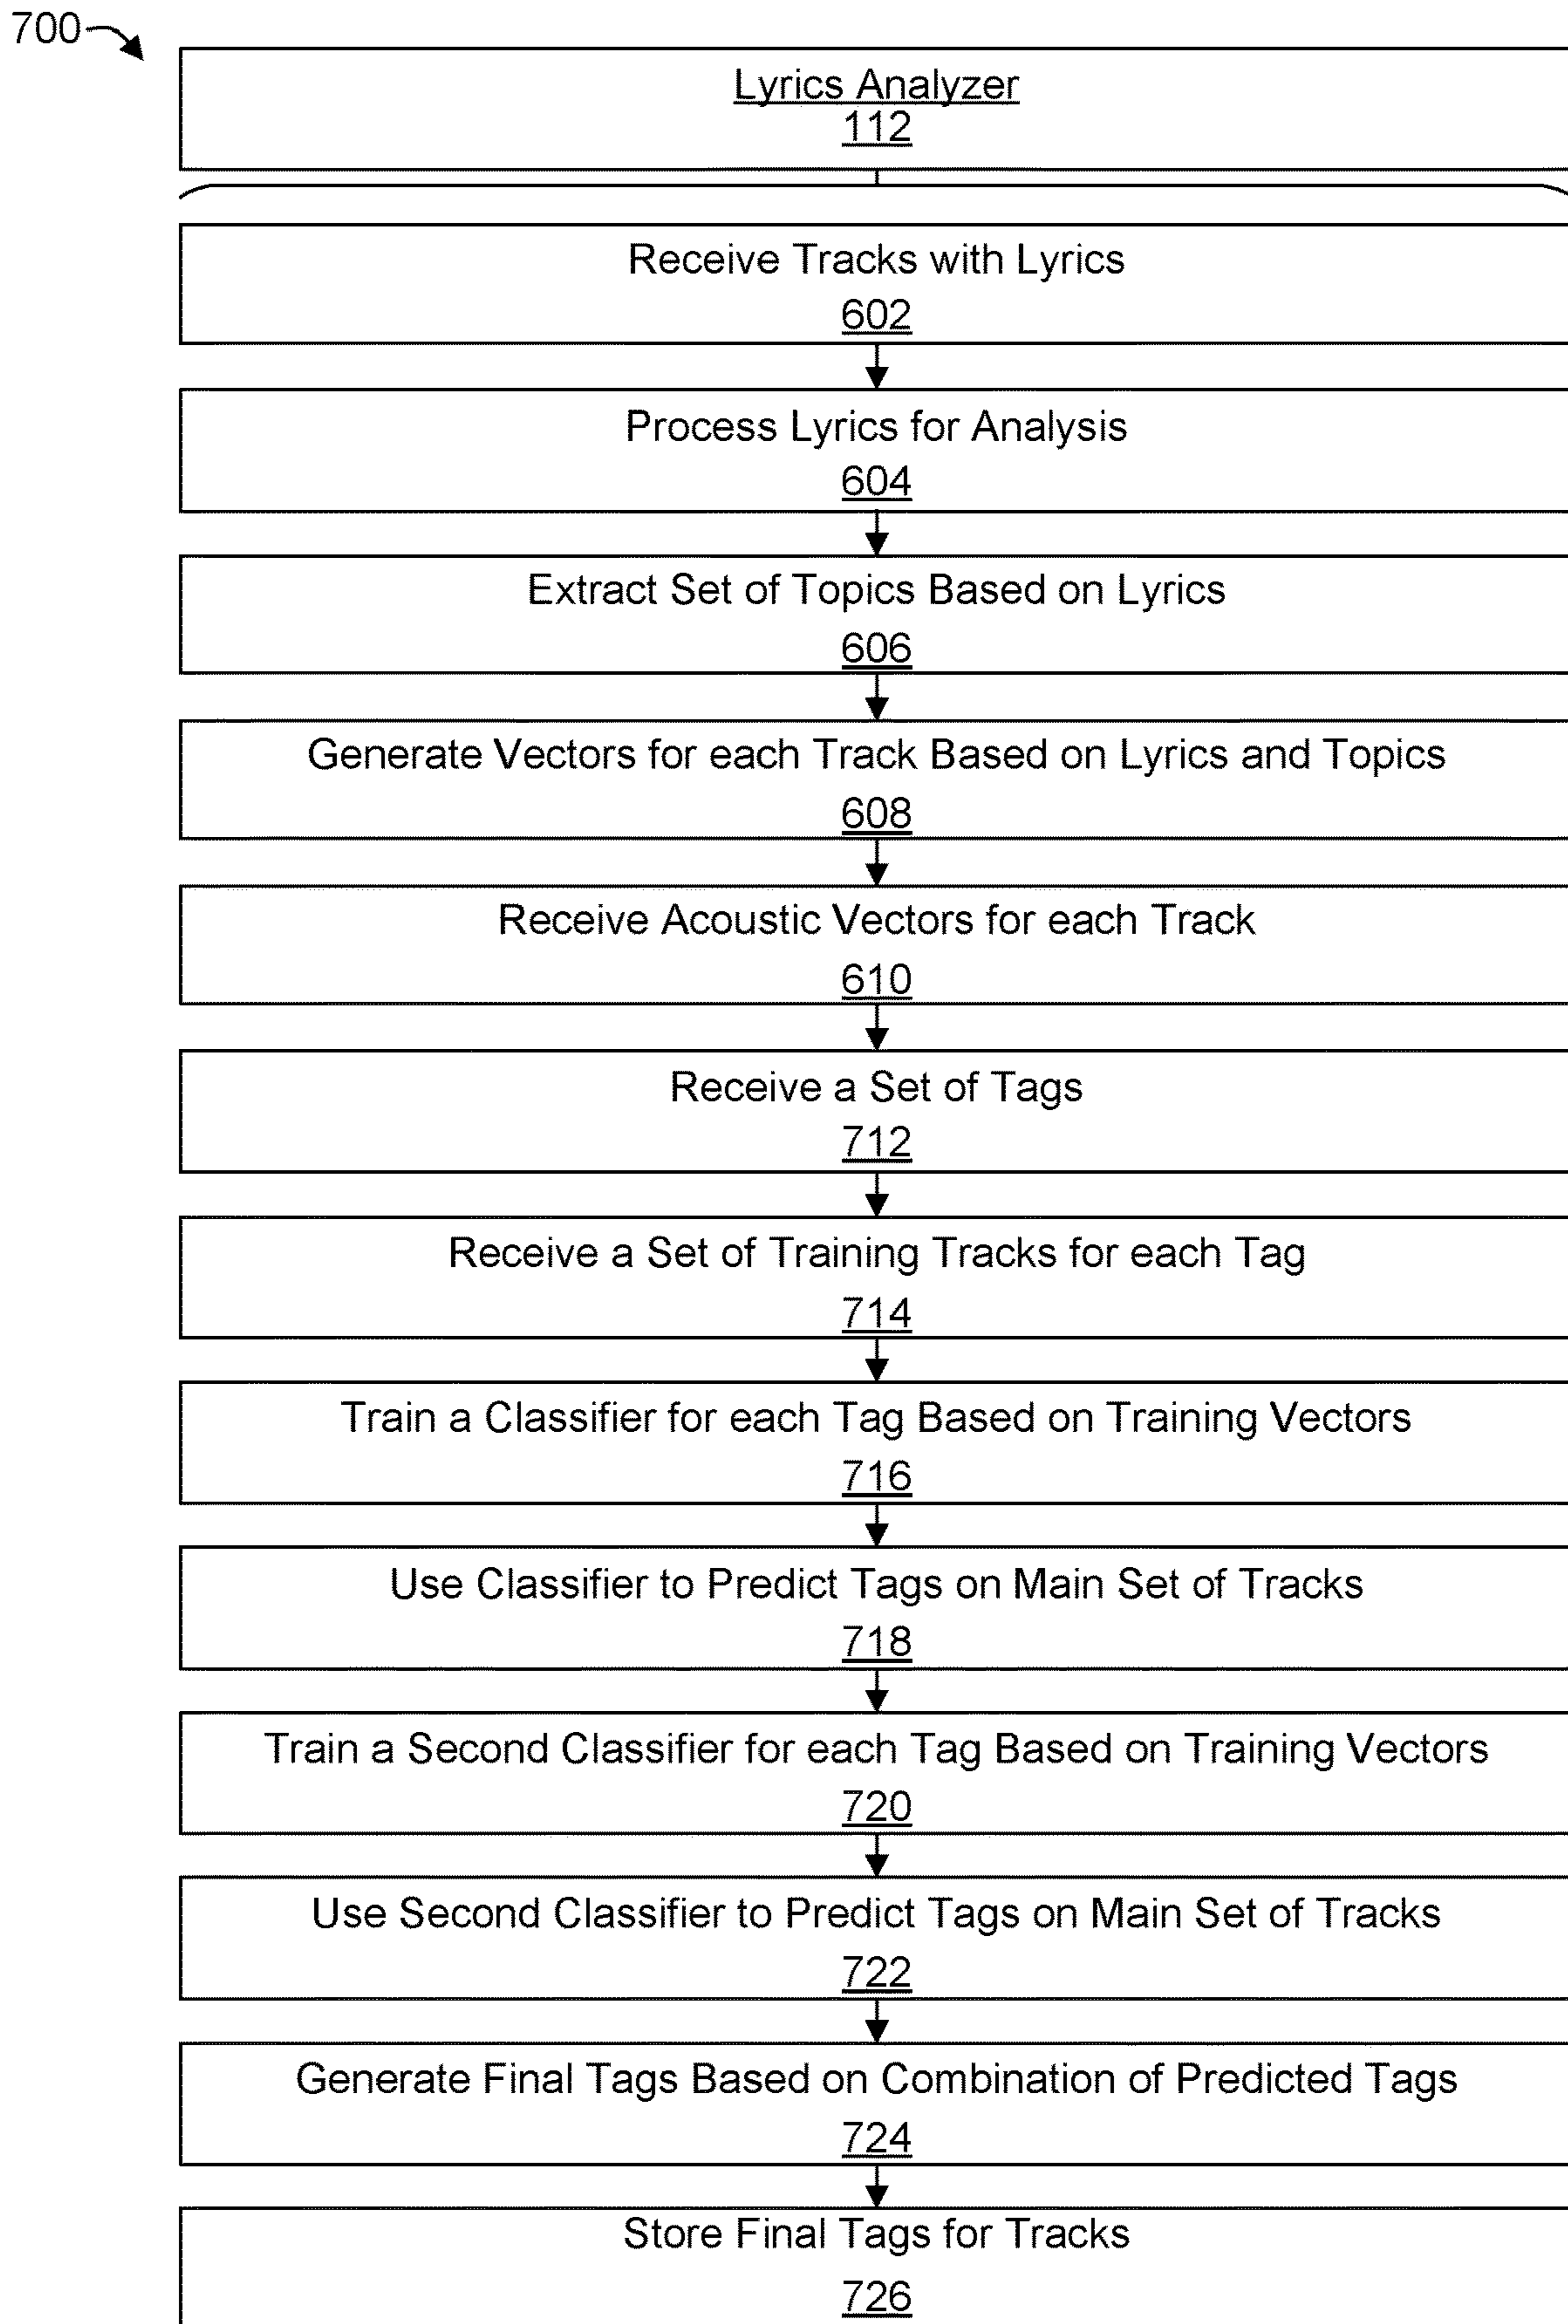 700
Lyrics Analyzer
112
Receive Tracks with Lyrics
602
Process Lyrics for Analysis
604
Extract Set of Topics Based on Lyrics
606
Generate Vectors for each Track Based on Lyrics and Topics
608
Receive Acoustic Vectors for each Track
610
Receive a Set of Tags
712
Receive a Set of Training Tracks for each Tag
714
Train a Classifier for each Tag Based on Training Vectors
716
Use Classifier to Predict Tags on Main Set of Tracks
718
Train a Second Classifier for each Tag Based on Training Vectors
720
Use Second Classifier to Predict Tags on Main Set of Tracks
722
Generate Final Tags Based on Combination of Predicted Tags
724
Store Final Tags for Tracks
726